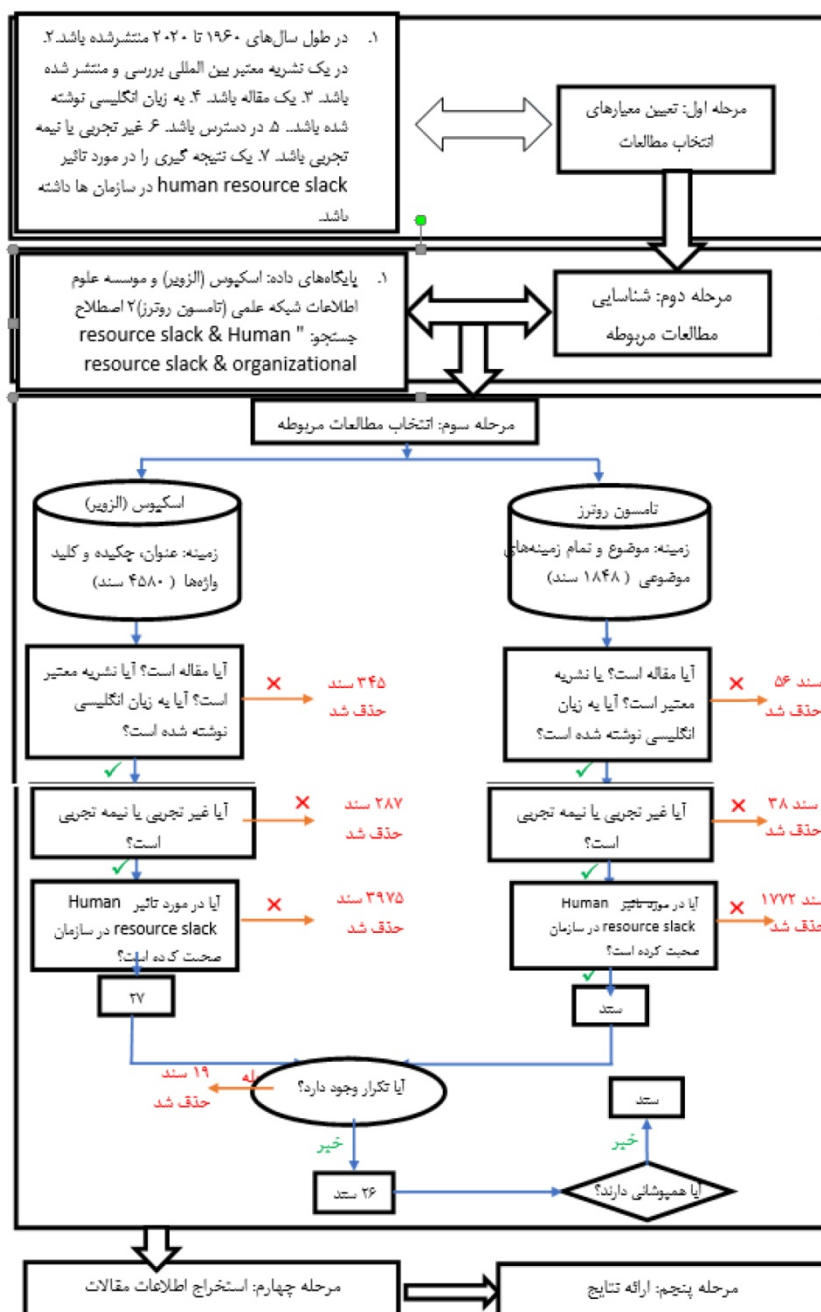 ۱. در طول سال‌های ۱۹۶۰ تا ۲۰۲۰ منتشرشده باشد.۲.
در یک نشریه معتبر بین المللی بررسی و منتشر شده
باشد. ۳. یک مقاله باشد. ۴. به زبان انگلیسی نوشته
شده باشد.. ۵. در دسترس باشد. ۶. غیر تجربی یا نیمه
تجربی باشد. ۷. یک نتیجه گیری را در مورد تاثیر
human resource slack در سازمان ها داشته
باشد.
مرحله اول: تعیین معیارهای
انتخاب مطالعات
۱. پایگاه‌های داده: اسکپوس (الزویر) و موسسه علوم
اطلاعات شبکه علمی (تامسون روترز)۲ اصطلاح
جستجو: " resource slack & Human
resource slack & organizational
مرحله دوم: شناسایی
مطالعات مربوطه
مرحله سوم: انتخاب مطالعات مربوطه
اسکپوس (الزویر)
زمینه: عنوان، چکیده و کلید
واژه‌ها ( ۴۵۸۰ سند)
تامسون روترز
زمینه: موضوع و تمام زمینه‌های
موضوعی ( ۱۸۴۸ سند)
آیا مقاله است؟ آیا نشریه معتبر
است؟ آیا به زبان انگلیسی
نوشته شده است؟
۳۴۵ سند
حذف شد
آیا مقاله است؟ یا نشریه
معتبر است؟ آیا به زبان
انگلیسی نوشته شده است؟
سند ۵۶
حذف شد
آیا غیر تجربی یا نیمه تجربی
است؟
۲۸۷ سند
حذف شد
آیا غیر تجربی یا نیمه تجربی
است؟
سند ۳۸
حذف شد
آیا در مورد تاثیر Human
resource slack در سازمان
صحبت کرده است؟
۳۹۷۵ سند
حذف شد
آیا در مورد تاثیر Human
resource slack در سازمان
صحبت کرده است؟
سند ۱۷۷۲
حذف شد
۲۷
سند
آیا تکرار وجود دارد؟
بله
۱۹ سند
حذف شد
خیر
۲۶ سند
آیا همپوشانی دارند؟
خیر
سند
مرحله چهارم: استخراج اطلاعات مقالات
مرحله پنجم: ارائه نتایج